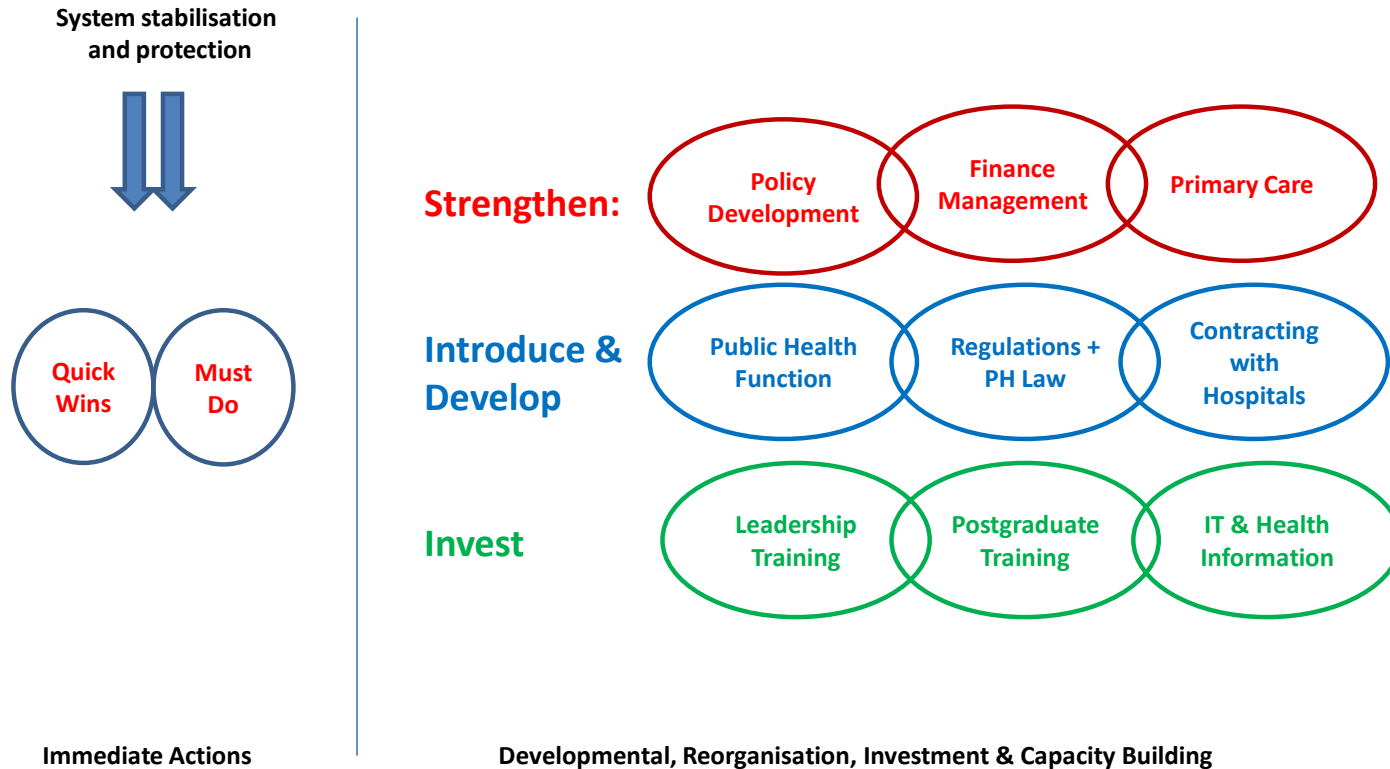 System stabilisation
and protection
Quick
Wins
Must
Do
Immediate Actions
Strengthen:
Policy
Development
Finance
Management
Primary Care
Introduce &
Develop
Public Health
Function
Regulations +
PH Law
Contracting
with
Hospitals
Invest
Leadership
Training
Postgraduate
Training
IT & Health
Information
Developmental, Reorganisation, Investment & Capacity Building